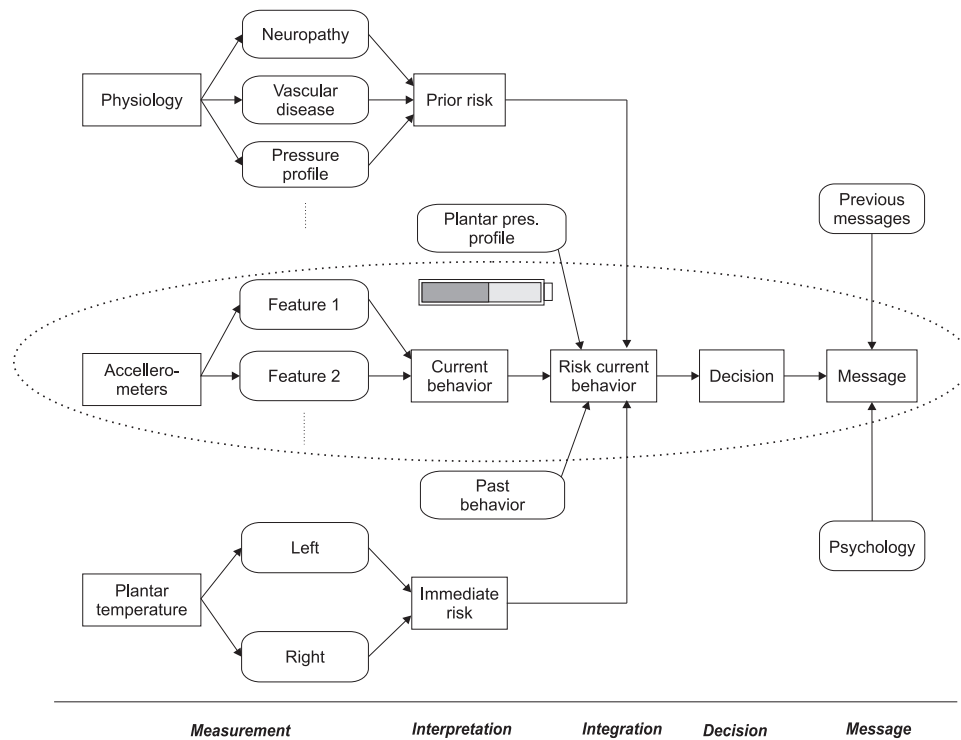 Neuropathy
Physiology
Vascular
disease
Prior risk
Pressure
profile
Plantar pres.
profile
Previous
messages
Feature 1
Accellero-
meters
Feature 2
Current
behavior
Risk current
behavior
Decision
Message
Past
behavior
Left
Psychology
Plantar
temperature
Immediate
risk
Right
Measurement
Interpretation
Integration
Decision
Message